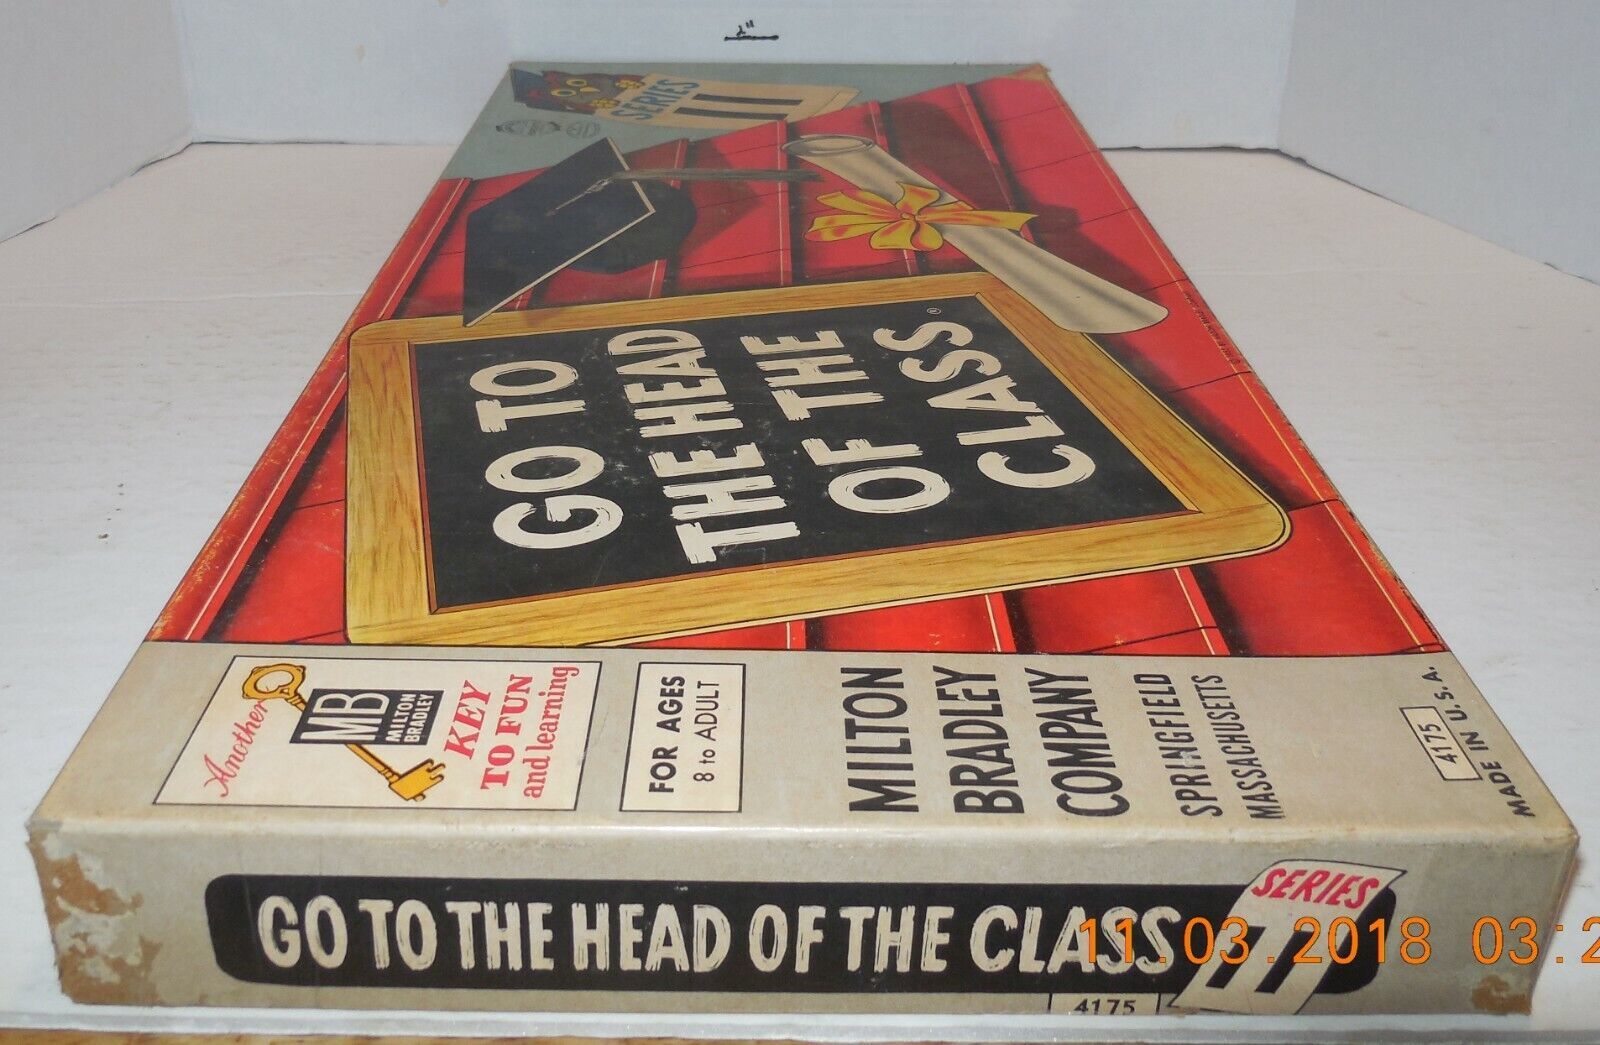 2"
SERIES
11
GO TO
THE HEAD
OF THE
CLASS®
Another
MB
MILTON
BRADLEY
KEY
TO FUN
and learning
FOR AGES
8 to ADULT
MILTON
BRADLEY
COMPANY
SPRINGFIELD
MASSACHUSETTS
4175
MADE IN U.S.A.
GO TO THE HEAD OF THE CLASS
SERIES
11
4175
11.03.2018 03:2